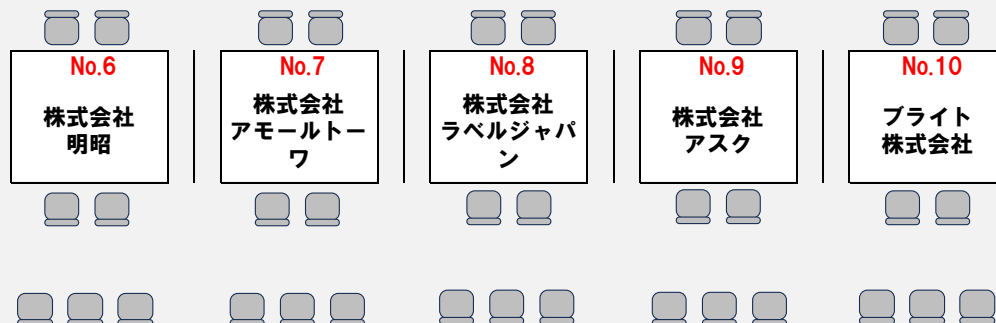 No.6
株式会社
明昭
No.7
株式会社
アモールトー
ワ
No.8
株式会社
ラベルジャパ
ン
No.9
株式会社
アスク
No.10
ブライト
株式会社